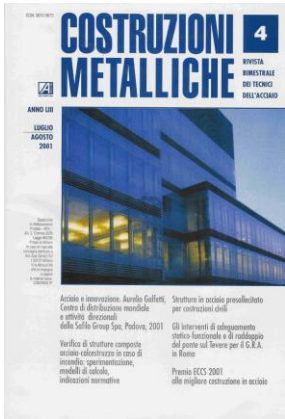 COSTRUZIONI
METALLICHE
4
RIVISTA
BIMESTRALE
DEI TECNICI
DELL'ACCIAIO
ANNO LIII
LUGLIO
AGOSTO
2001
Acciaio e innovazione. Aurelio Galfetti,
Centro di distribuzione mondiale
e attività direzionali
della Safilo Group Spa, Padova, 2001
Verifica di strutture composte
acciaio-calcestruzzo in caso di
incendio: sperimentazione,
modelli di calcolo,
indicazioni normative
Strutture in acciaio presollecitato
per costruzioni civili
Gli interventi di adeguamento
statico-funzionale e di raddoppio
del ponte sul Tevere per il G.R.A.
in Roma
Premio ECCS 2001
alla migliore costruzione in acciaio